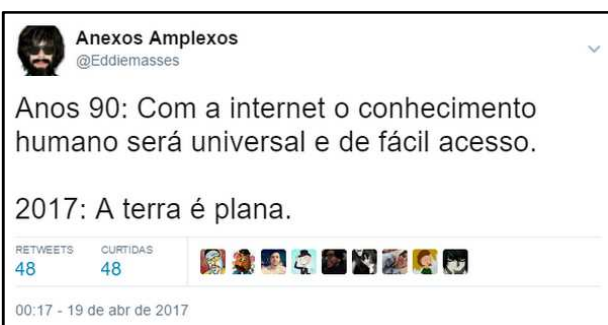 Anexos Amplexos
@Eddiemasses
Anos 90: Com a internet o conhecimento
humano será universal e de fácil acesso.
2017: A terra é plana.
RETWEETS CURTIDAS
48 48
00:17 - 19 de abr de 2017